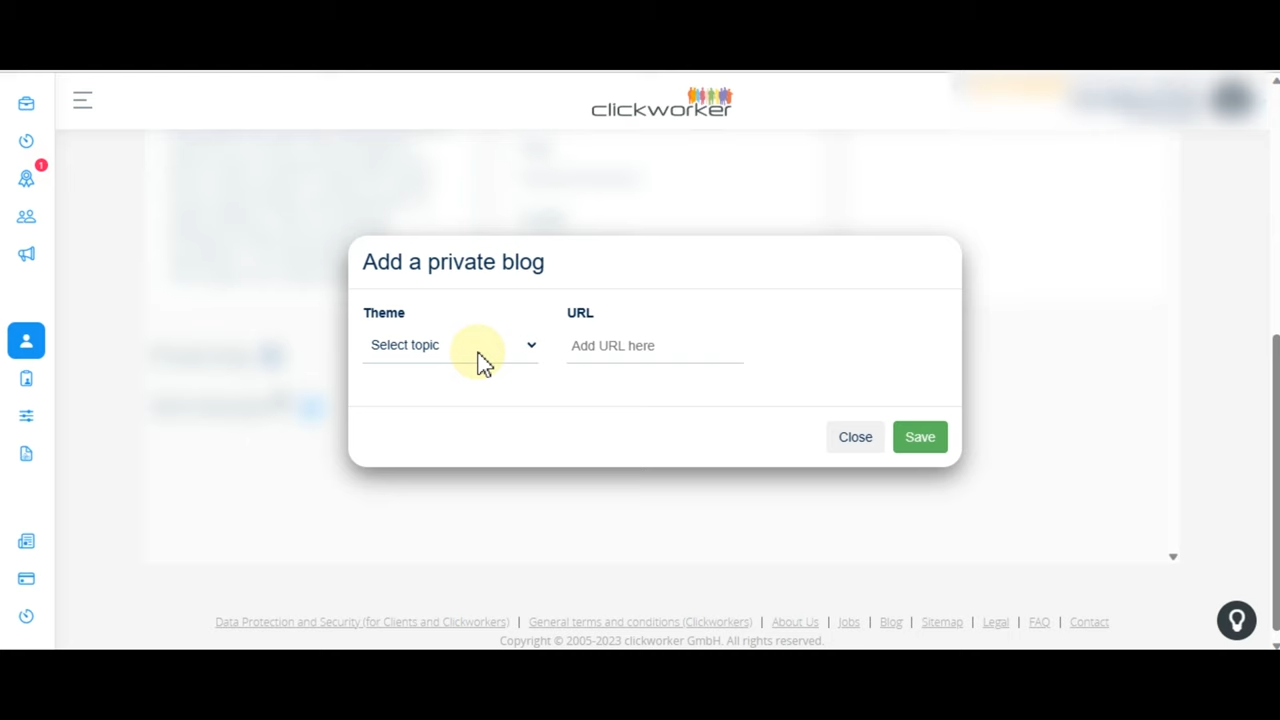 clickworker
1
Add a private blog
Theme
URL
Select topic
Add URL here
Close
Save
Data Protection and Security (for Clients and Clickworkers) | General terms and conditions (Clickworkers) | About Us | Jobs | Blog | Sitemap | Legal | FAQ | Contact
Copyright © 2005-2023 clickworker GmbH. All rights reserved.